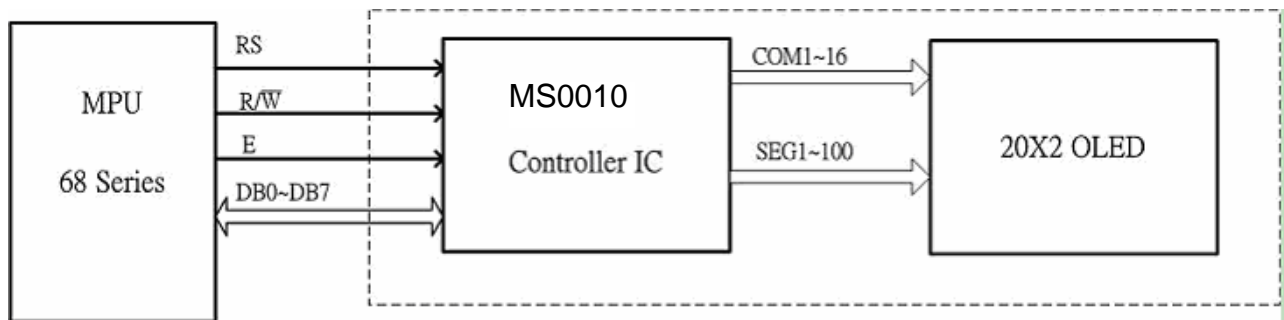 MPU
68 Series
RS
R/W̅
E
DB0~DB7
MS0010
Controller IC
COM1~16
SEG1~100
20X2 OLED